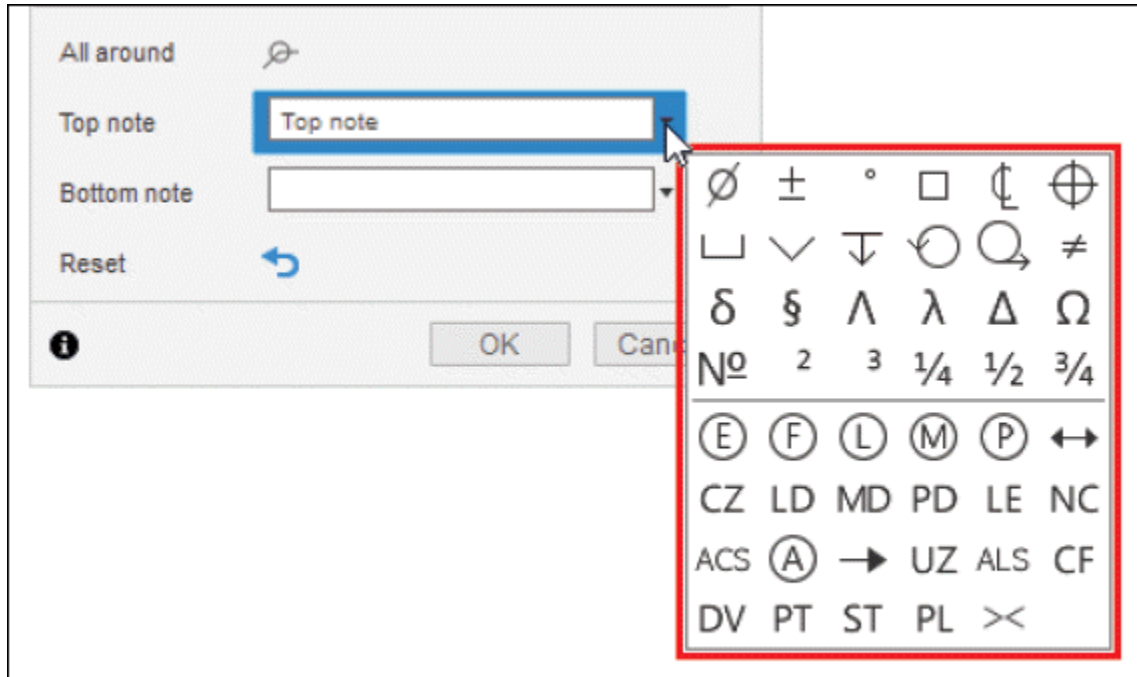 All around
Top note Top note
Bottom note
Reset
OK Canc
Ø ± ° □ ℄ ⌖
⌴ ⌵ ↧ ≠
δ § Λ λ Δ Ω
Nº ² ³ ¼ ½ ¾
Ⓔ Ⓕ Ⓛ Ⓜ Ⓟ ↔
CZ LD MD PD LE NC
ACS Ⓐ → UZ ALS CF
DV PT ST PL ><